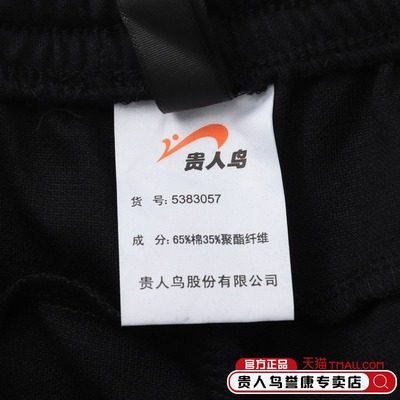 贵人鸟
货 号: 5383057
成 分: 65%棉35%聚酯纤维
贵人鸟股份有限公司
官方正品 天猫 TMALL.COM
贵人鸟誉康专卖店